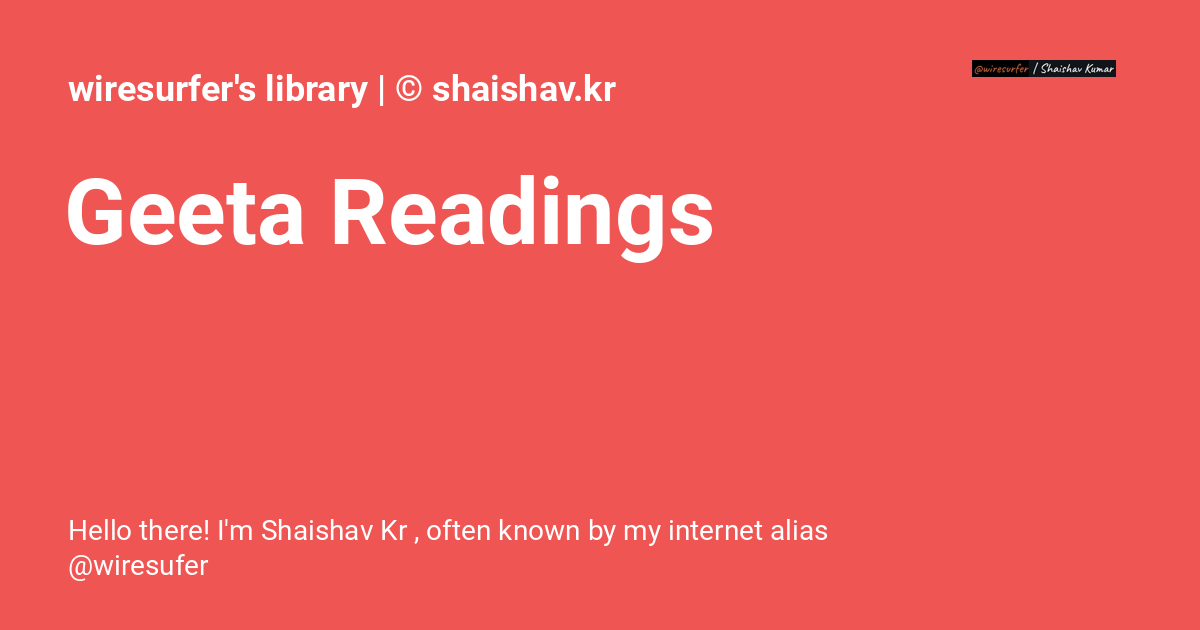 wiresurfer's library | © shaishav.kr
@wiresurfer | Shaishav Kumar
Geeta Readings
Hello there! I'm Shaishav Kr , often known by my internet alias
@wiresufer